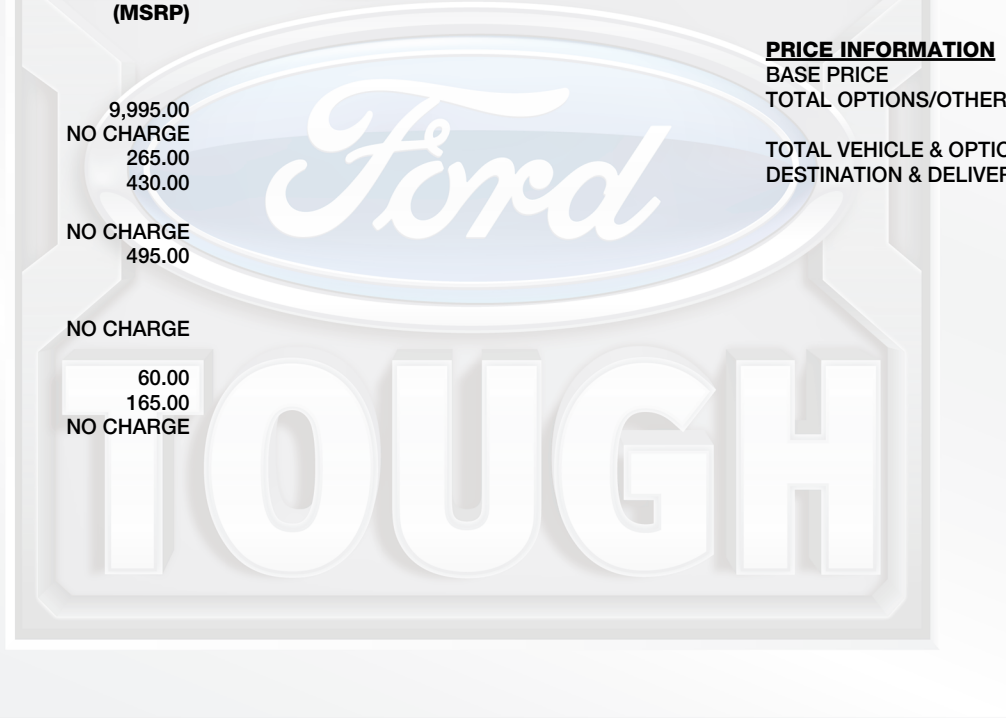 (MSRP)
9,995.00
NO CHARGE
265.00
430.00
NO CHARGE
495.00
NO CHARGE
60.00
165.00
NO CHARGE
PRICE INFORMATION
BASE PRICE
TOTAL OPTIONS/OTHER
TOTAL VEHICLE & OPTIO
DESTINATION & DELIVER
Ford
TOUGH